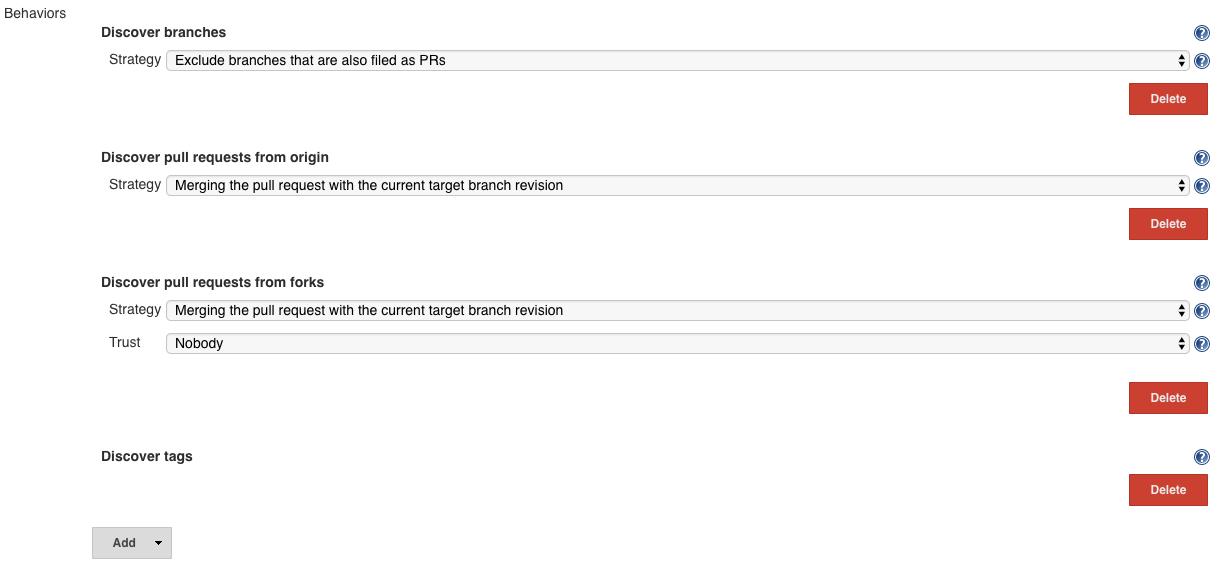 Behaviors
Discover branches
?
Strategy Exclude branches that are also filed as PRs ?
Delete
Discover pull requests from origin ?
Strategy Merging the pull request with the current target branch revision ?
Delete
Discover pull requests from forks ?
Strategy Merging the pull request with the current target branch revision ?
Trust Nobody ?
Delete
Discover tags ?
Delete
Add